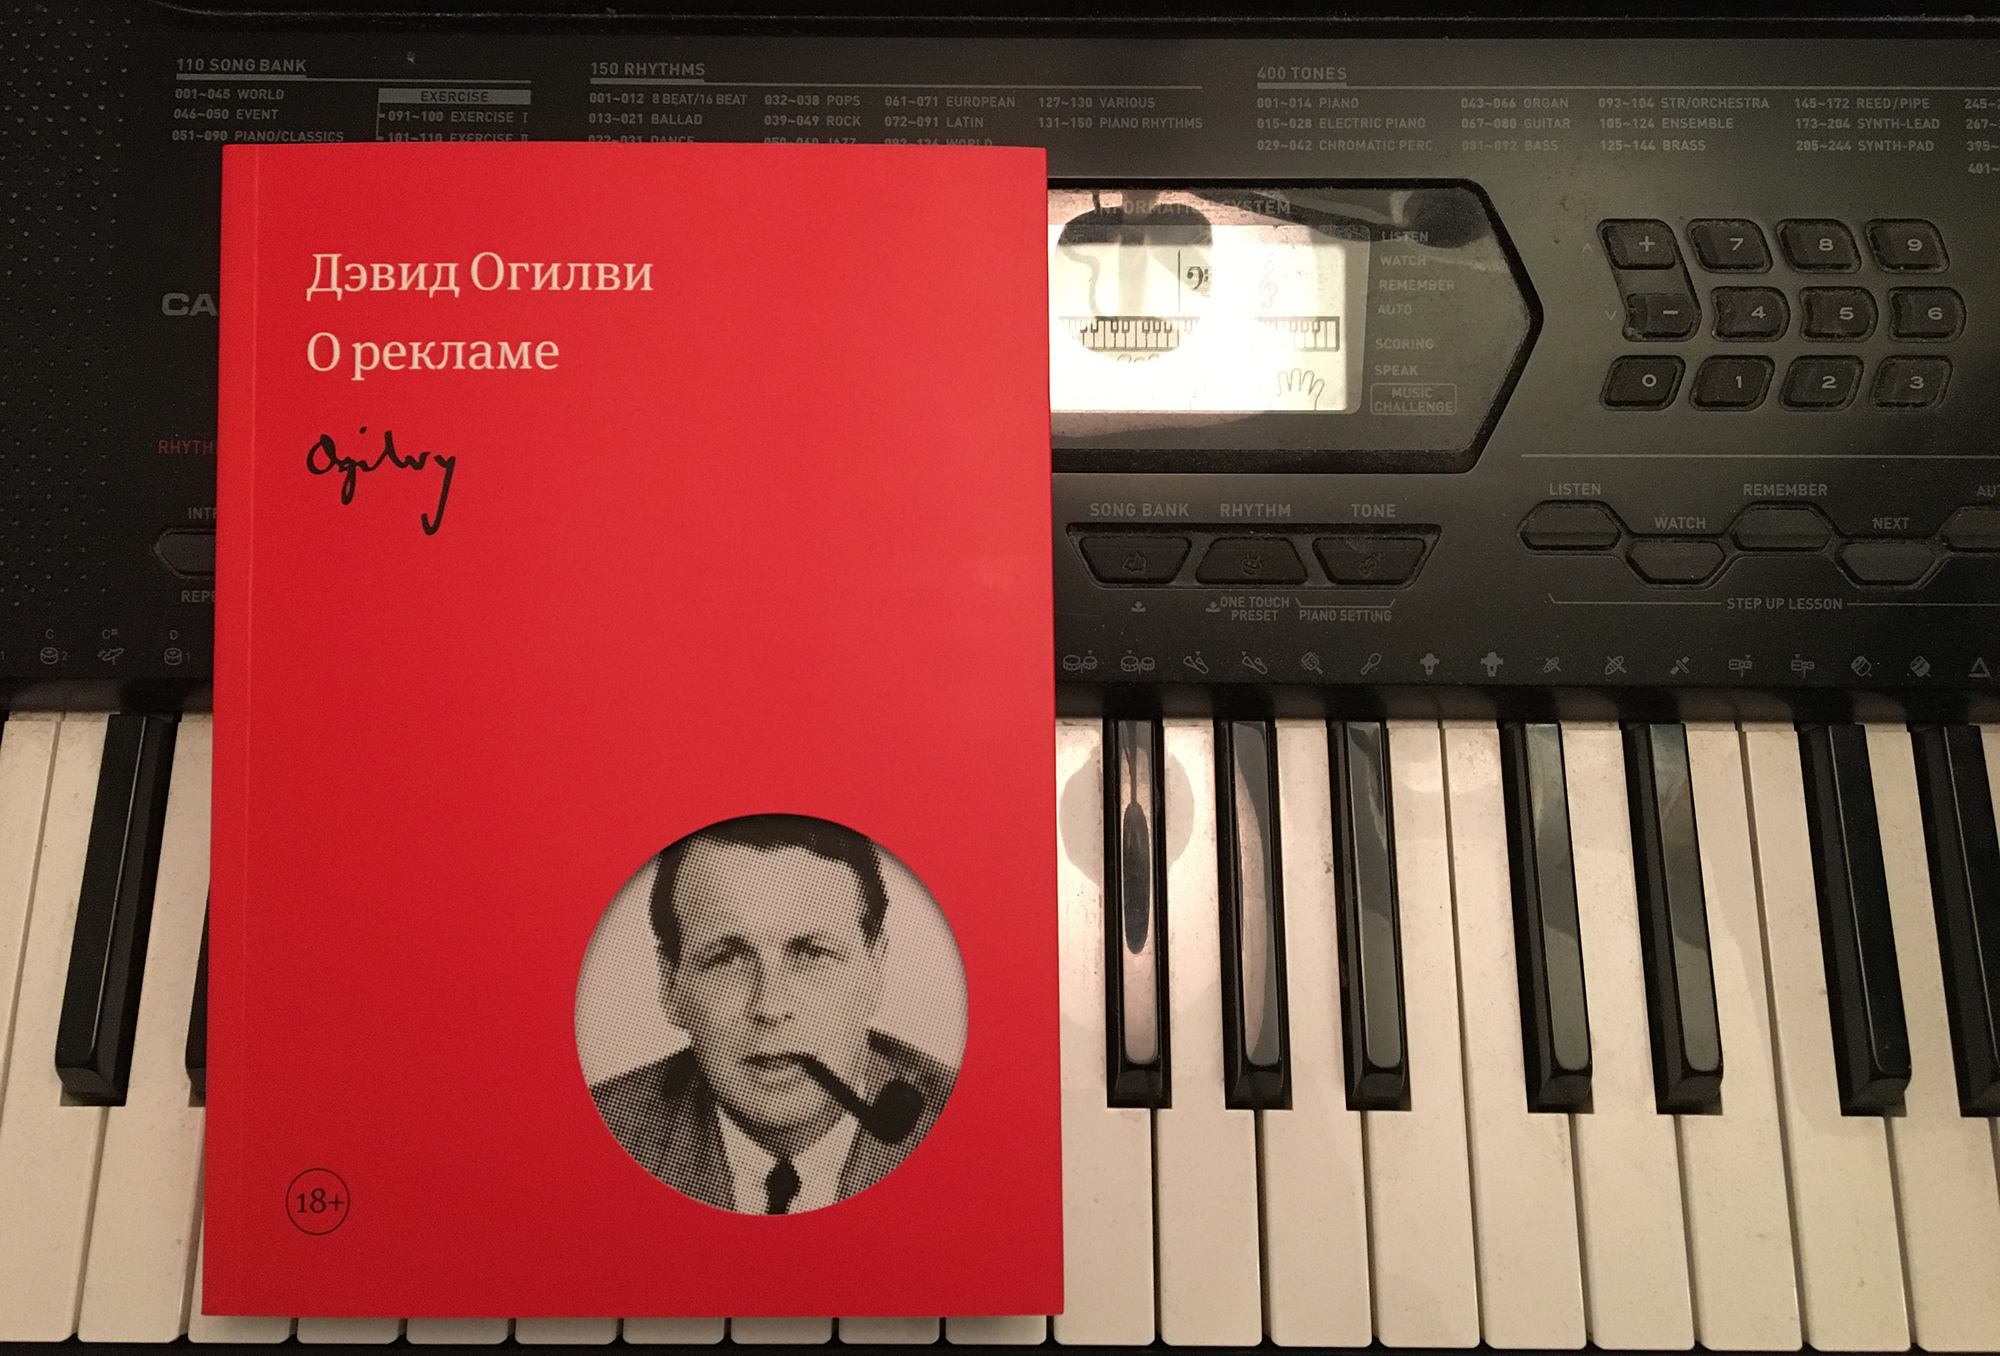 110 SONG BANK
001~045 WORLD
046~050 EVENT
051~090 PIANO/CLASSICS
EXERCISE
091~100 EXERCISE I
101~110 EXERCISE II
150 RHYTHMS
001~012 8 BEAT/16 BEAT
013~021 BALLAD
022~031 DANCE
032~038 POPS
039~049 ROCK
050~060 JAZZ
061~071 EUROPEAN
072~091 LATIN
092~126 WORLD
127~130 VARIOUS
131~150 PIANO RHYTHMS
400 TONES
001~014 PIANO
015~028 ELECTRIC PIANO
029~042 CHROMATIC PERC.
043~066 ORGAN
067~080 GUITAR
081~092 BASS
093~104 STR/ORCHESTRA
105~124 ENSEMBLE
125~144 BRASS
145~172 REED/PIPE
173~204 SYNTH-LEAD
205~244 SYNTH-PAD
245~
267~
395~
401~
Дэвид Огилви
О рекламе
Ogilvy
18+
CA
RHYTH
INT
REPE
C
C#
D
2
1
INFORMATION SYSTEM
LISTEN
WATCH
REMEMBER
AUTO
SCORING
SPEAK
MUSIC
CHALLENGE
+ 7 8 9
- 4 5 6
0 1 2 3
SONG BANK RHYTHM TONE
ONE TOUCH
PRESET
PIANO SETTING
LISTEN
WATCH
REMEMBER
NEXT
AU
STEP UP LESSON